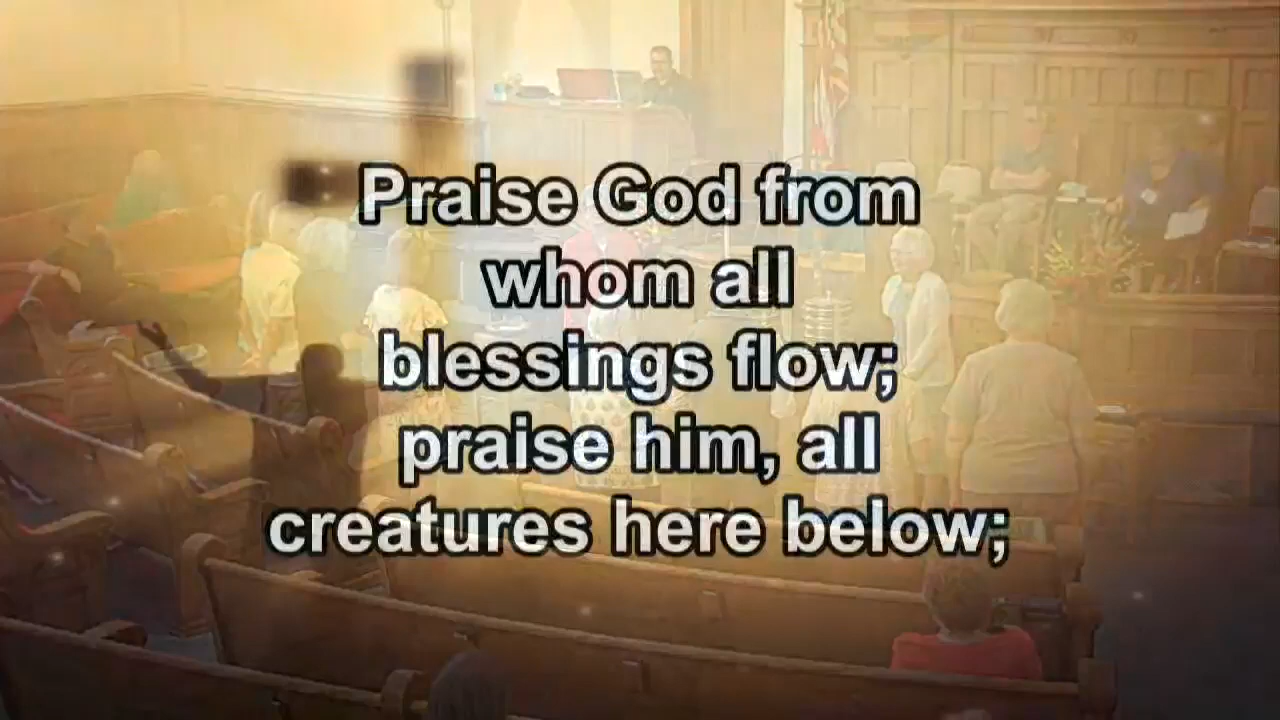 Praise God from
whom all
blessings flow;
praise him, all
creatures here below;